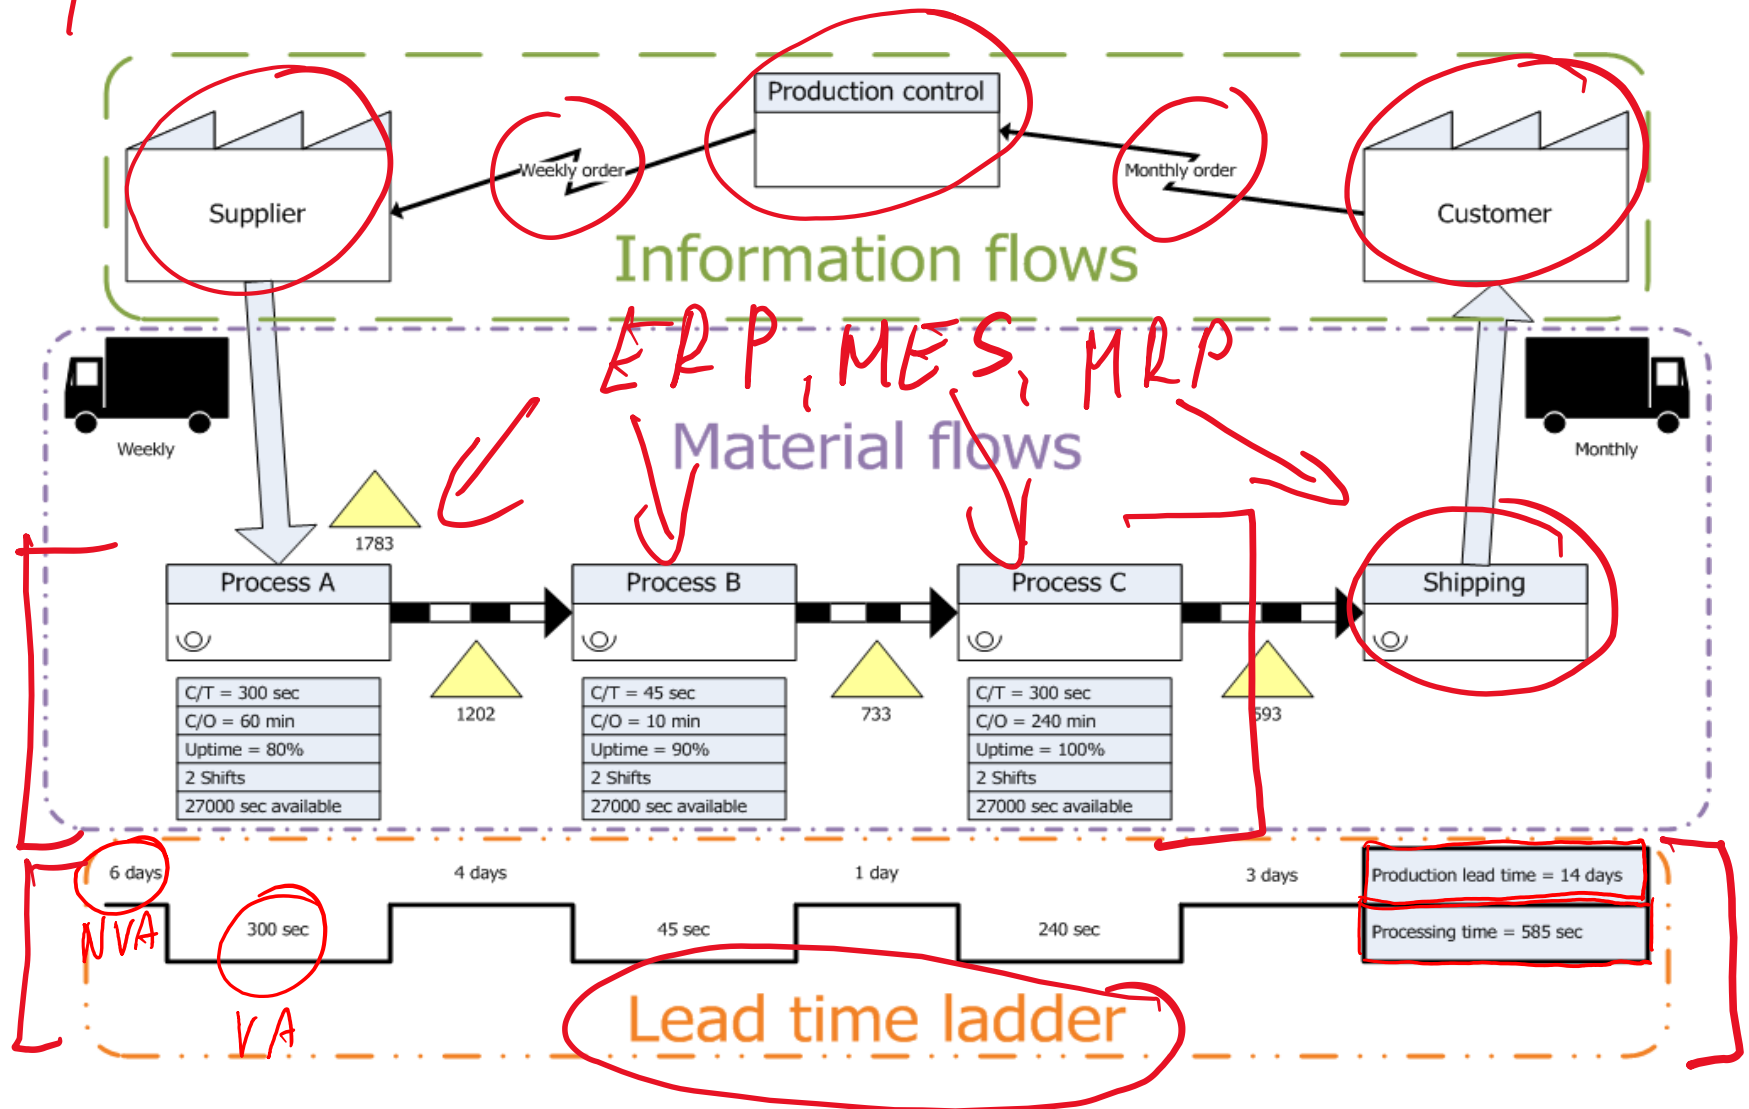 Production control
Weekly order
Monthly order
Supplier
Customer
Information flows
ERP, MES, MRP
Material flows
Weekly
Monthly
1783
Process A
Process B
Process C
Shipping
1202
733
593
C/T = 300 sec
C/O = 60 min
Uptime = 80%
2 Shifts
27000 sec available
C/T = 45 sec
C/O = 10 min
Uptime = 90%
2 Shifts
27000 sec available
C/T = 300 sec
C/O = 240 min
Uptime = 100%
2 Shifts
27000 sec available
6 days
4 days
1 day
3 days
Production lead time = 14 days
NVA
300 sec
45 sec
240 sec
Processing time = 585 sec
VA
Lead time ladder